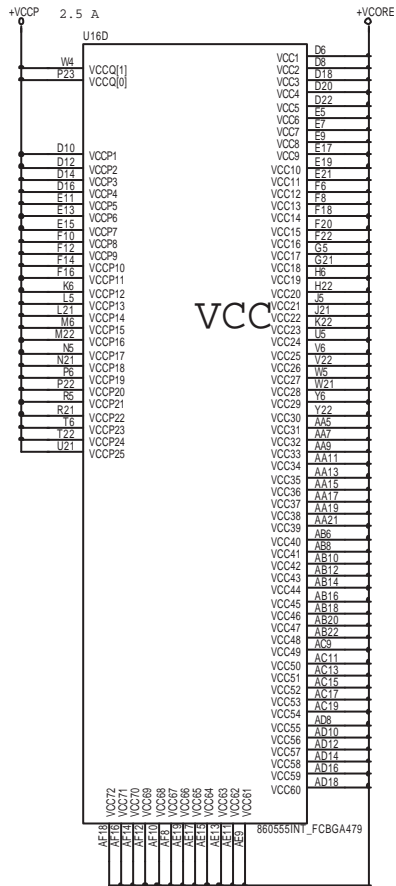 +VCCP 2.5 A
+VCORE
U16D
W4 VCCQ[1]
P23 VCCQ[0]
D10 VCCP1
D12 VCCP2
D14 VCCP3
D16 VCCP4
E11 VCCP5
E13 VCCP6
E15 VCCP7
F10 VCCP8
F12 VCCP9
F14 VCCP10
F16 VCCP11
K6 VCCP12
L5 VCCP13
L21 VCCP14
M6 VCCP15
M22 VCCP16
N5 VCCP17
N21 VCCP18
P6 VCCP19
P22 VCCP20
R5 VCCP21
R21 VCCP22
T6 VCCP23
T22 VCCP24
U21 VCCP25
VCC
VCC1 D6
VCC2 D8
VCC3 D18
VCC4 D20
VCC5 D22
VCC6 E5
VCC7 E7
VCC8 E9
VCC9 E17
VCC10 E19
VCC11 E21
VCC12 F6
VCC13 F8
VCC14 F18
VCC15 F20
VCC16 F22
VCC17 G5
VCC18 G21
VCC19 H6
VCC20 H22
VCC21 J5
VCC22 J21
VCC23 K22
VCC24 U5
VCC25 V6
VCC26 V22
VCC27 W5
VCC28 W21
VCC29 Y6
VCC30 Y22
VCC31 AA5
VCC32 AA7
VCC33 AA9
VCC34 AA11
VCC35 AA13
VCC36 AA15
VCC37 AA17
VCC38 AA19
VCC39 AA21
VCC40 AB6
VCC41 AB8
VCC42 AB10
VCC43 AB12
VCC44 AB14
VCC45 AB16
VCC46 AB18
VCC47 AB20
VCC48 AB22
VCC49 AC9
VCC50 AC11
VCC51 AC13
VCC52 AC15
VCC53 AC17
VCC54 AC19
VCC55 AD8
VCC56 AD10
VCC57 AD12
VCC58 AD14
VCC59 AD16
VCC60 AD18
AF18 VCC72
AF16 VCC71
AF14 VCC70
AF12 VCC69
AF10 VCC68
AF8 VCC67
AE19 VCC66
AE17 VCC65
AE15 VCC64
AE13 VCC63
AE11 VCC62
AE9 VCC61
860555INT_FCBGA479